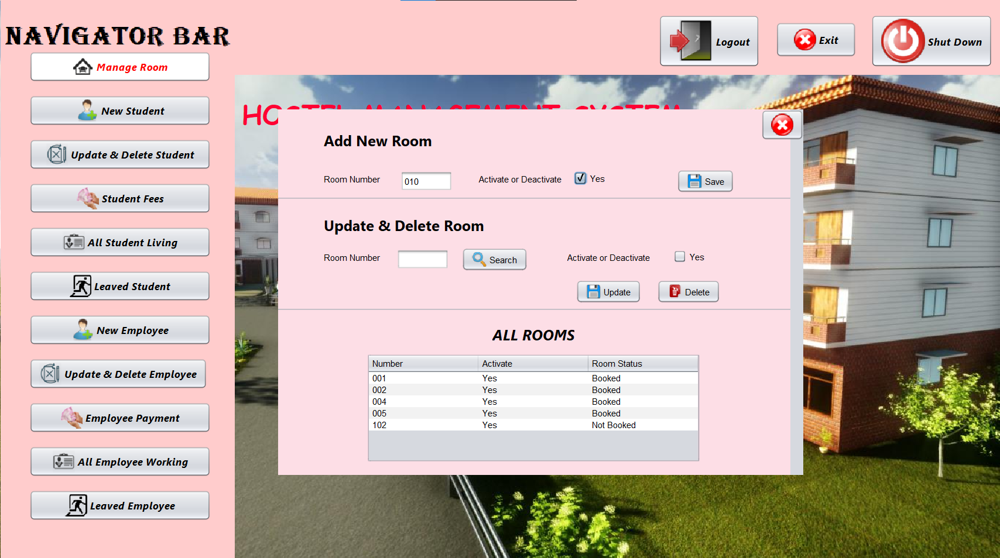 NAVIGATOR BAR
Logout
Exit
Shut Down
Manage Room
New Student
Update & Delete Student
Student Fees
All Student Living
Leaved Student
New Employee
Update & Delete Employee
Employee Payment
All Employee Working
Leaved Employee
HOSTEL MANAGEMENT SYSTEM
Add New Room
Room Number 010 Activate or Deactivate Yes Save
Update & Delete Room
Room Number Search Activate or Deactivate Yes
Update Delete
ALL ROOMS
Number Activate Room Status
001 Yes Booked
002 Yes Booked
004 Yes Booked
005 Yes Booked
102 Yes Not Booked